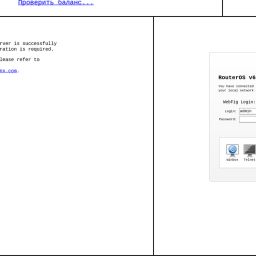 Проверить баланс...
rver is successfully
ration is required.
lease refer to
nx.com.
RouterOS v6
You have connected
your local network
WebFig Login:
Login: admin
Password:
Winbox
Telnet